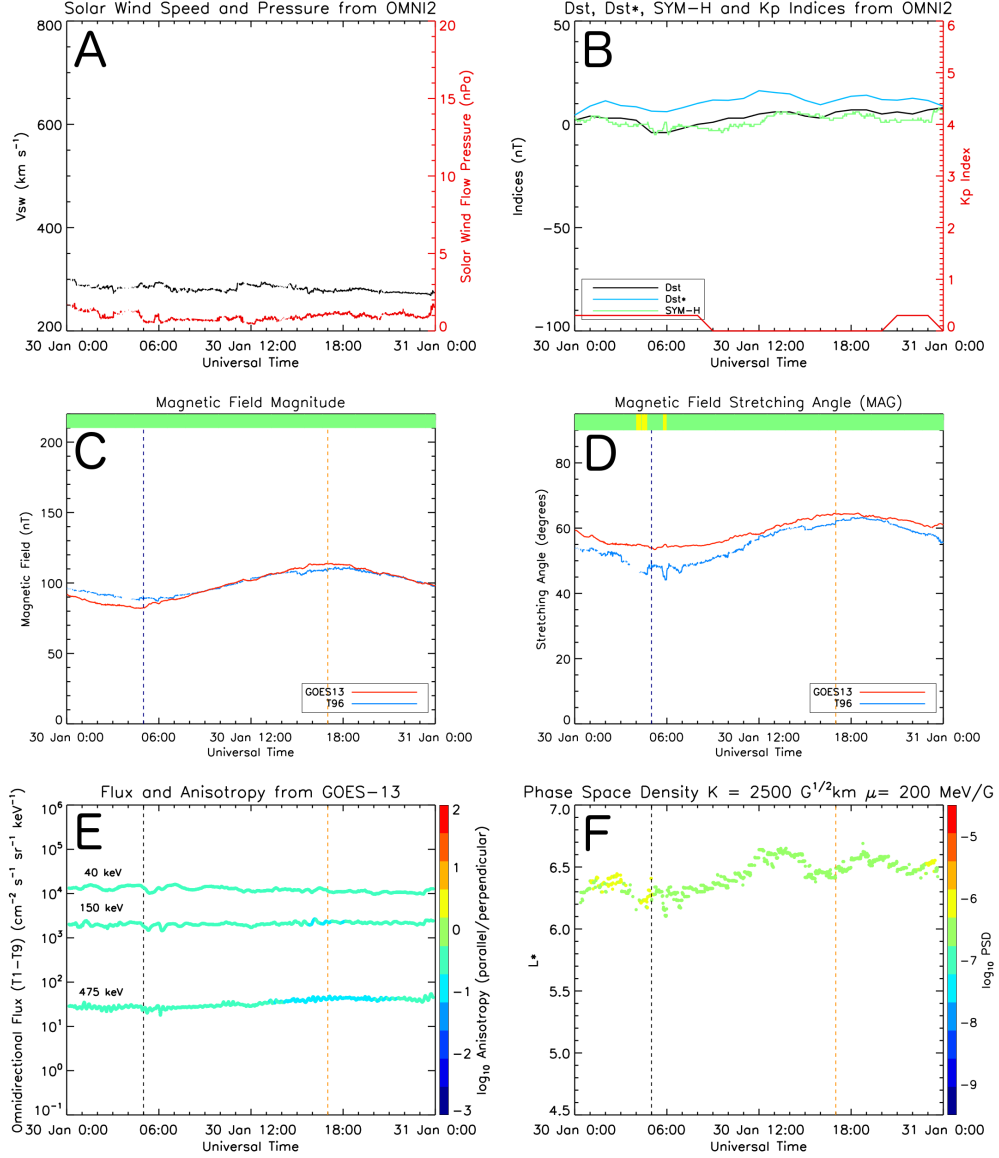 Solar Wind Speed and Pressure from OMNI2
A
Vsw (km s⁻¹)
800
600
400
200
20
15
10
5
0
Solar Wind Flow Pressure (nPa)
30 Jan 0:00 06:00 30 Jan 12:00 18:00 31 Jan 0:00
Universal Time
Dst, Dst*, SYM-H and Kp Indices from OMNI2
B
Indices (nT)
50
0
-50
-100
6
5
4
3
2
1
0
Kp Index
Dst
Dst*
SYM-H
30 Jan 0:00 06:00 30 Jan 12:00 18:00 31 Jan 0:00
Universal Time
Magnetic Field Magnitude
C
Magnetic Field (nT)
200
150
100
50
0
GOES13
T96
30 Jan 0:00 06:00 30 Jan 12:00 18:00 31 Jan 0:00
Universal Time
Magnetic Field Stretching Angle (MAG)
D
Stretching Angle (degrees)
80
60
40
20
0
GOES13
T96
30 Jan 0:00 06:00 30 Jan 12:00 18:00 31 Jan 0:00
Universal Time
Flux and Anisotropy from GOES-13
E
Omnidirectional Flux (T1-T9) (cm⁻² s⁻¹ sr⁻¹ keV⁻¹)
10⁶
10⁵
10⁴
10³
10²
10¹
10⁰
10⁻¹
40 keV
150 keV
475 keV
2
1
0
-1
-2
-3
log₁₀ Anisotropy (parallel/perpendicular)
30 Jan 0:00 06:00 30 Jan 12:00 18:00 31 Jan 0:00
Universal Time
Phase Space Density K = 2500 G¹/²km μ= 200 MeV/G
F
L*
7.0
6.5
6.0
5.5
5.0
4.5
-5
-6
-7
-8
-9
log₁₀ PSD
30 Jan 0:00 06:00 30 Jan 12:00 18:00 31 Jan 0:00
Universal Time